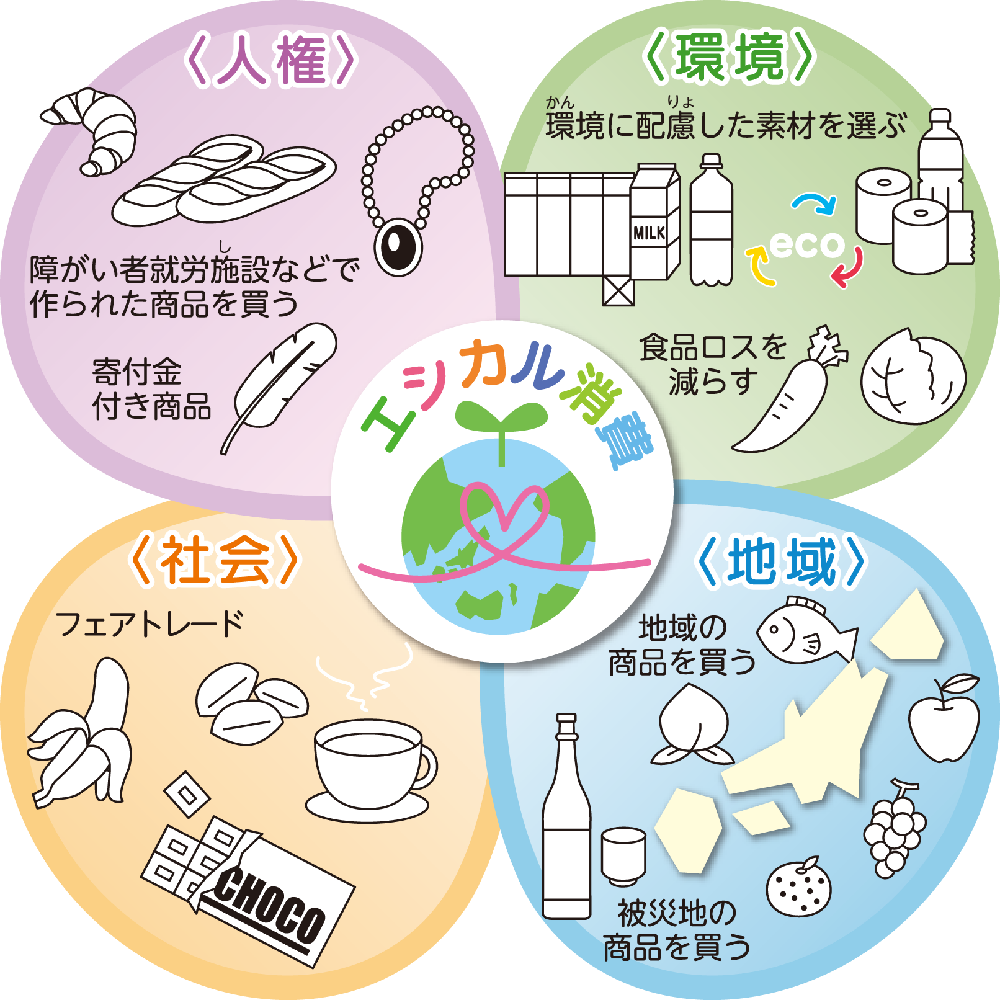 〈人権〉
障がい者就労施設などで
し
作られた商品を買う
寄付金
付き商品
〈環境〉
かん
りょ
環境に配慮した素材を選ぶ
MILK
eco
食品ロスを
減らす
エシカル消費
〈社会〉
フェアトレード
CHOCO
〈地域〉
地域の
商品を買う
被災地の
商品を買う